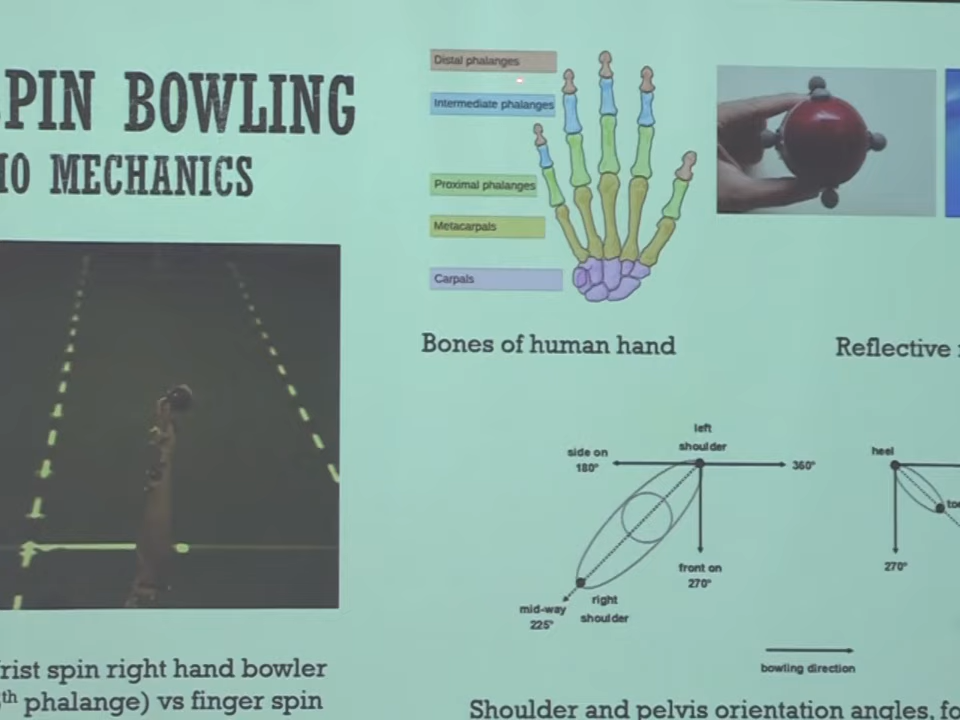 PIN BOWLING
MECHANICS
Distal phalanges
Intermediate phalanges
Proximal phalanges
Metacarpals
Carpals
Bones of human hand
Reflective
left
shoulder
side on
180°
360°
front on
270°
mid-way
225°
right
shoulder
heel
270°
bowling direction
rist spin right hand bowler
th phalange) vs finger spin
Shoulder and pelvis orientation angles, fo